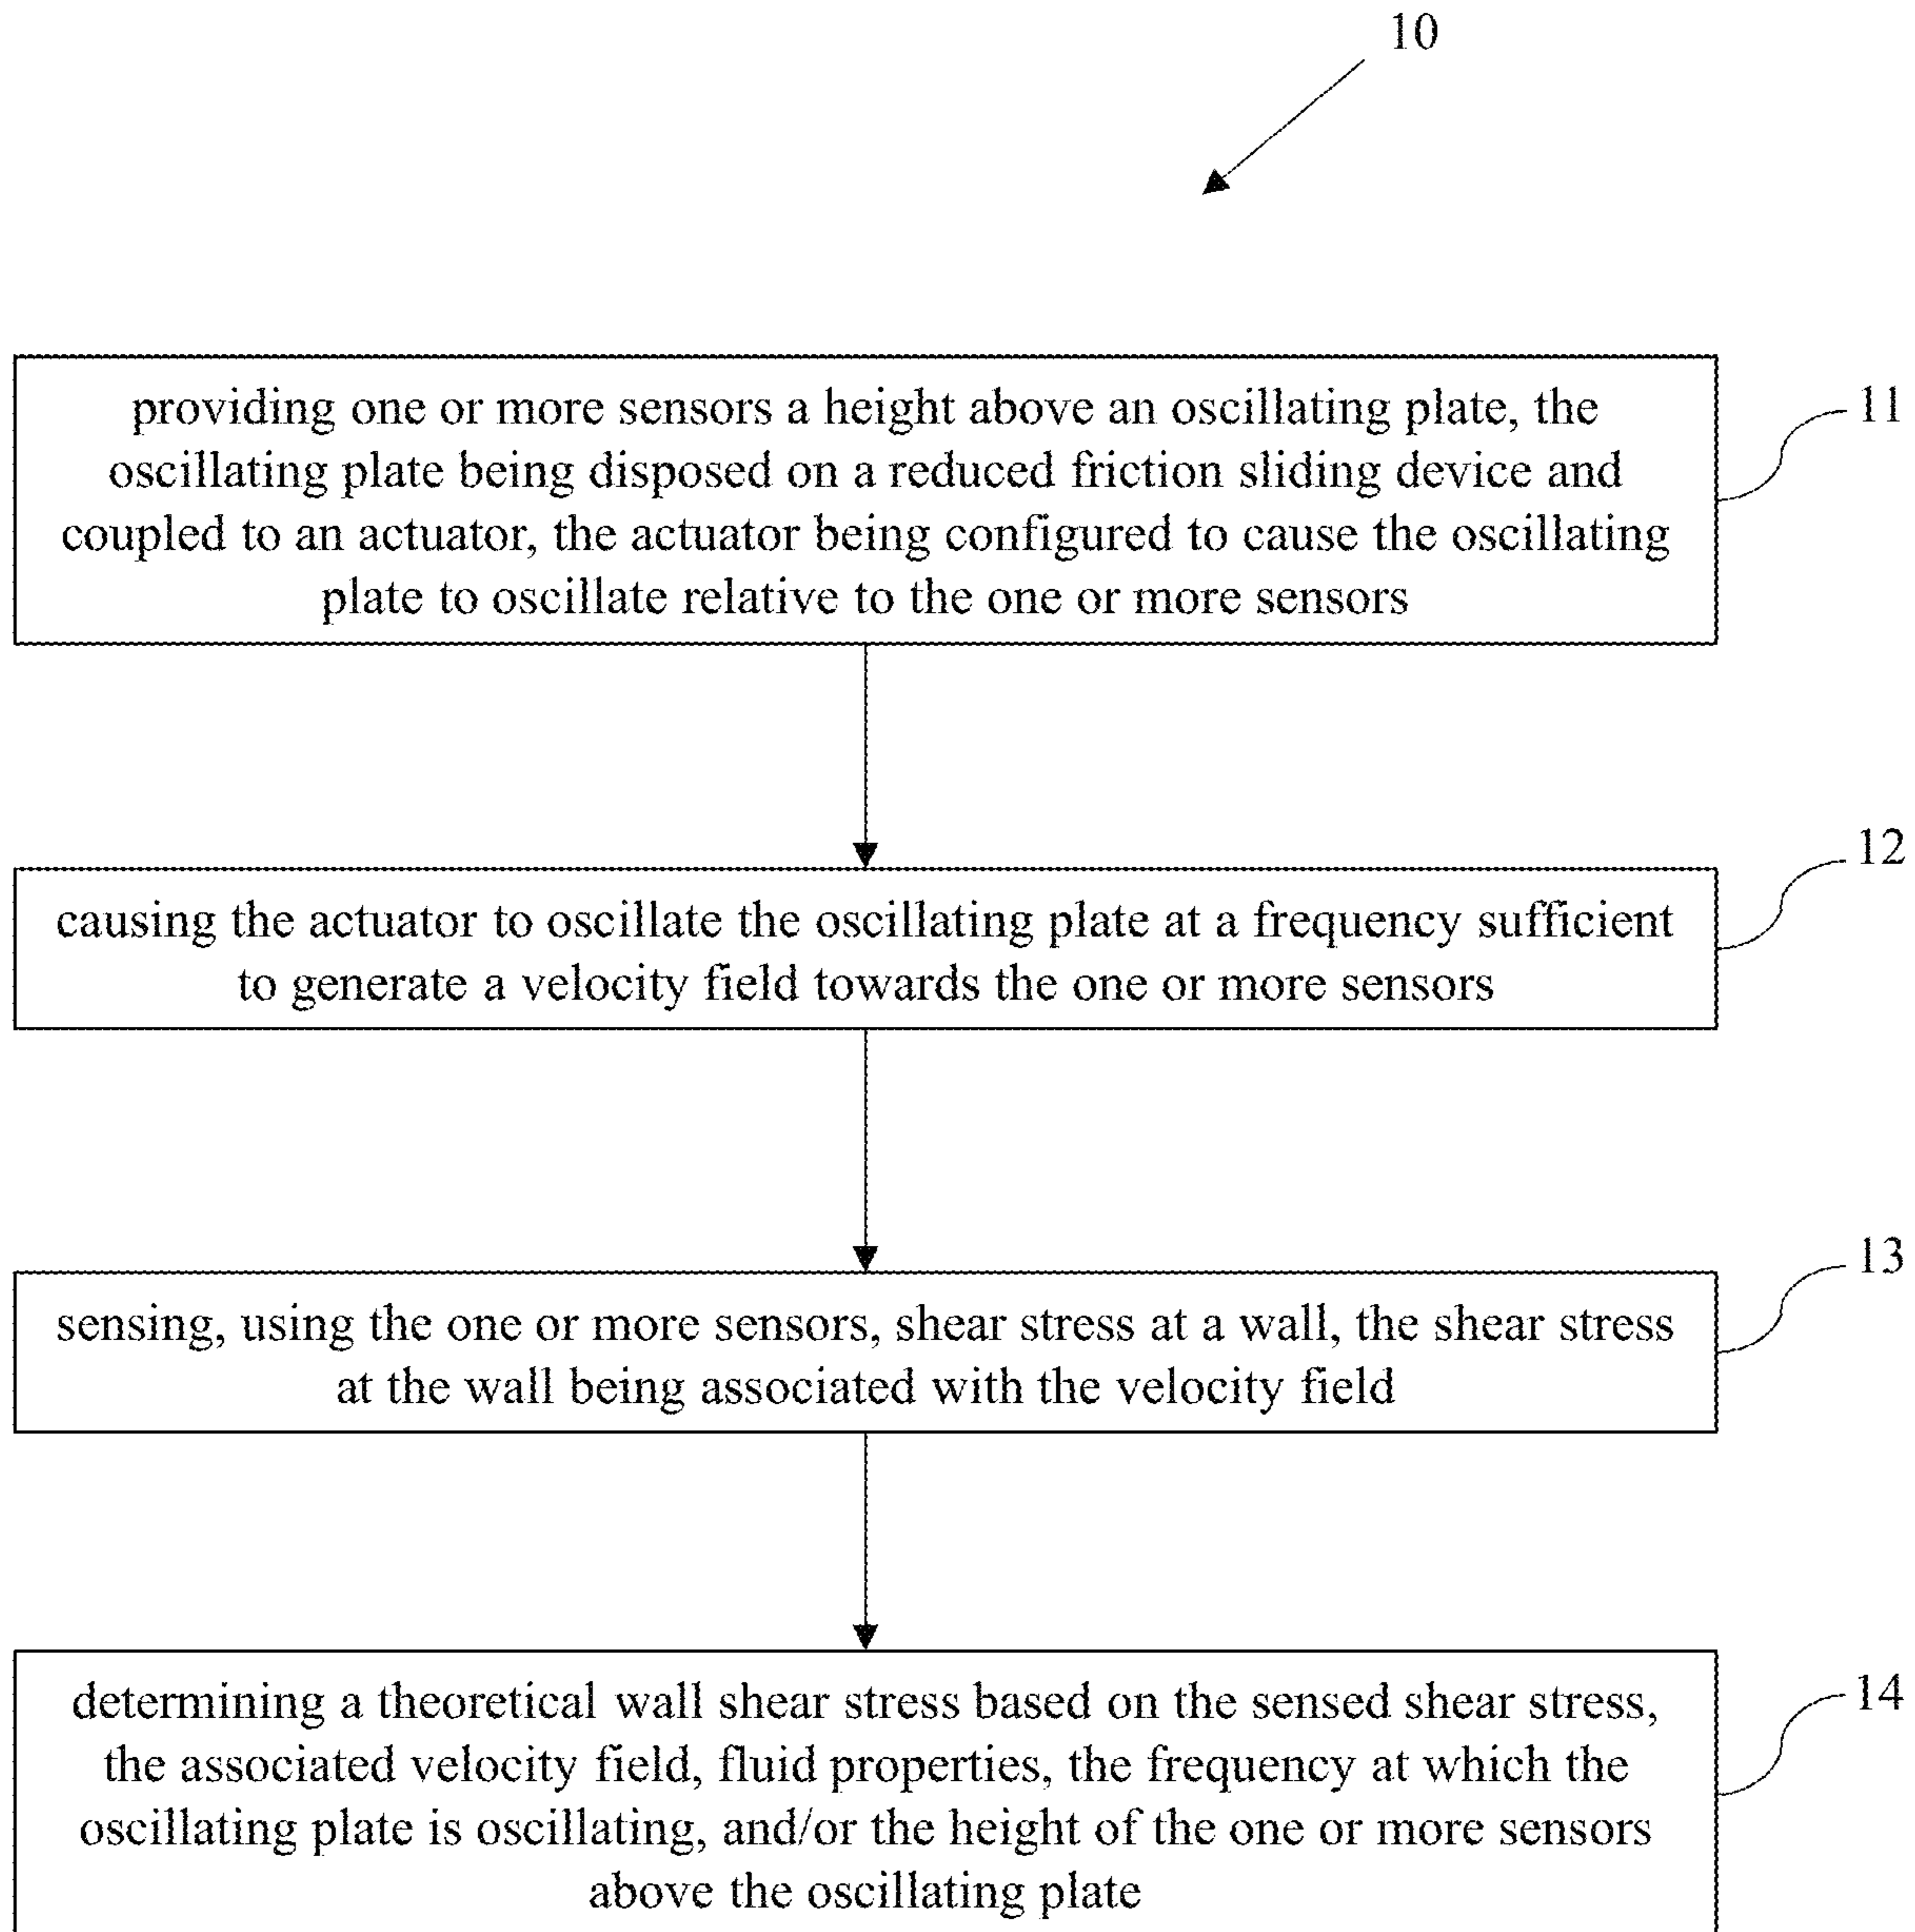 10
providing one or more sensors a height above an oscillating plate, the
oscillating plate being disposed on a reduced friction sliding device and
coupled to an actuator, the actuator being configured to cause the oscillating
plate to oscillate relative to the one or more sensors
11
causing the actuator to oscillate the oscillating plate at a frequency sufficient
to generate a velocity field towards the one or more sensors
12
sensing, using the one or more sensors, shear stress at a wall, the shear stress
at the wall being associated with the velocity field
13
determining a theoretical wall shear stress based on the sensed shear stress,
the associated velocity field, fluid properties, the frequency at which the
oscillating plate is oscillating, and/or the height of the one or more sensors
above the oscillating plate
14